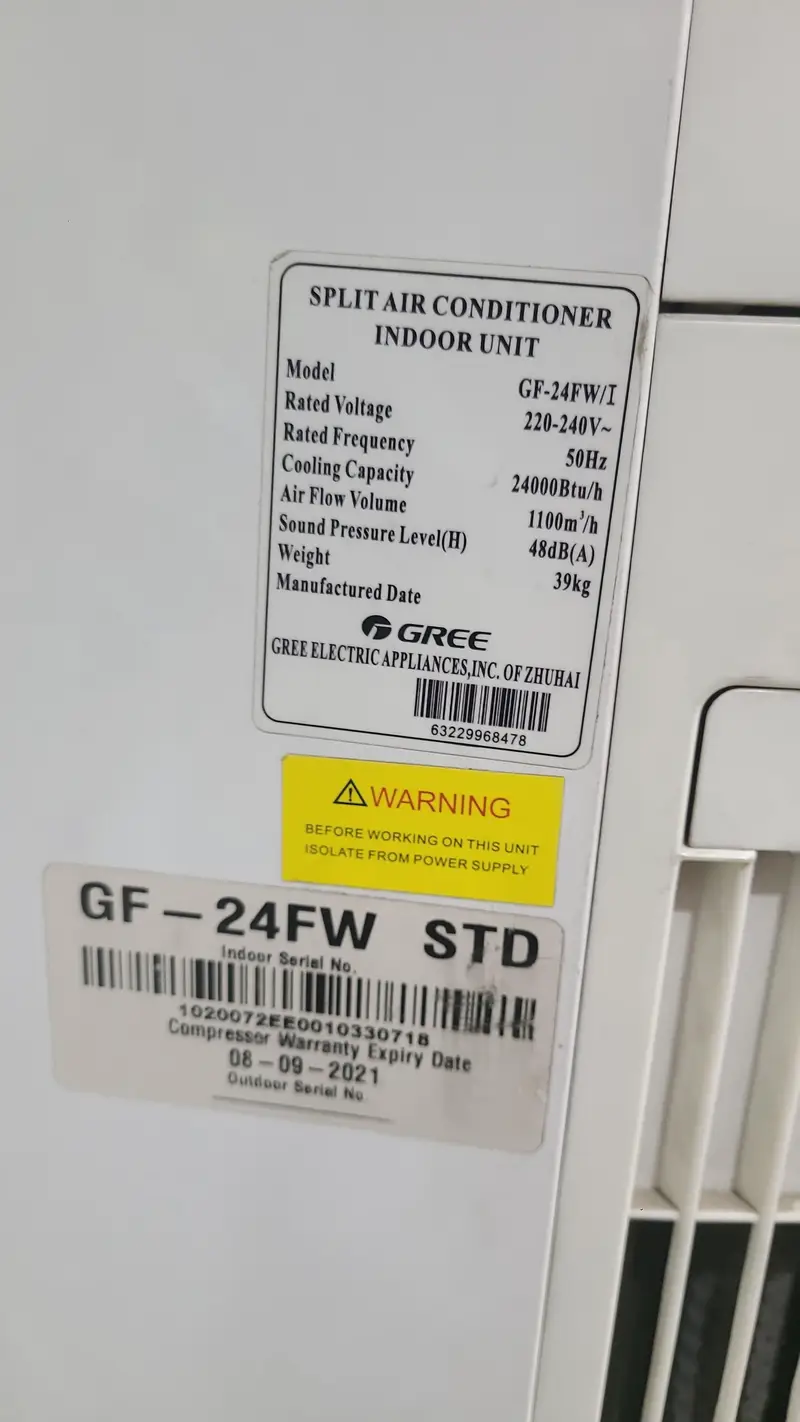 SPLIT AIR CONDITIONER
INDOOR UNIT
Model GF-24FW/I
Rated Voltage 220-240V~
Rated Frequency 50Hz
Cooling Capacity 24000Btu/h
Air Flow Volume 1100m³/h
Sound Pressure Level(H) 48dB(A)
Weight 39kg
Manufactured Date
GREE
GREE ELECTRIC APPLIANCES,INC. OF ZHUHAI
63229968478
WARNING
BEFORE WORKING ON THIS UNIT
ISOLATE FROM POWER SUPPLY
GF-24FW STD
Indoor Serial No.
1020072EE0010330718
Compressor Warranty Expiry Date
08-09-2021
Outdoor Serial No